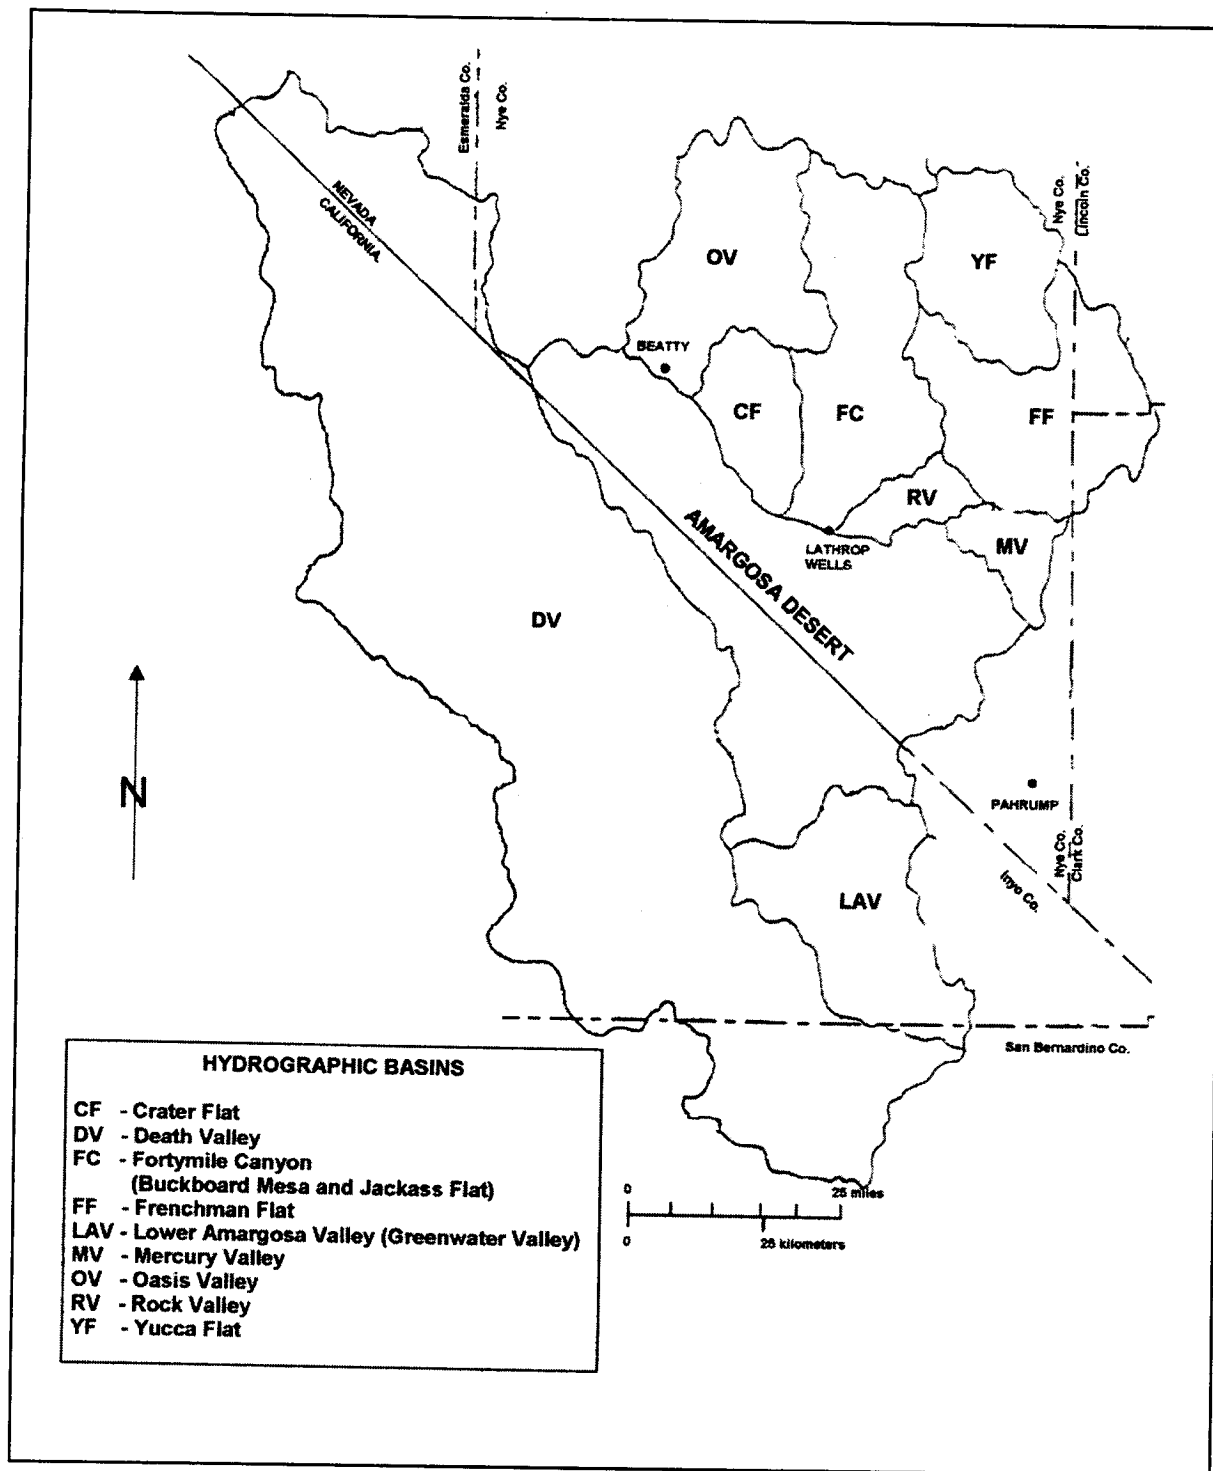 Esmeralda Co.
Nye Co.
Nye Co.
Lincoln Co.
NEVADA
CALIFORNIA
OV
YF
BEATTY
CF
FC
FF
RV
AMARGOSA DESERT
LATHROP
WELLS
MV
DV
N
PAHRUMP
Nye Co.
Clark Co.
Inyo Co.
LAV
San Bernardino Co.
HYDROGRAPHIC BASINS
CF - Crater Flat
DV - Death Valley
FC - Fortymile Canyon
(Buckboard Mesa and Jackass Flat)
FF - Frenchman Flat
LAV - Lower Amargosa Valley (Greenwater Valley)
MV - Mercury Valley
OV - Oasis Valley
RV - Rock Valley
YF - Yucca Flat
0 25 miles
0 25 kilometers